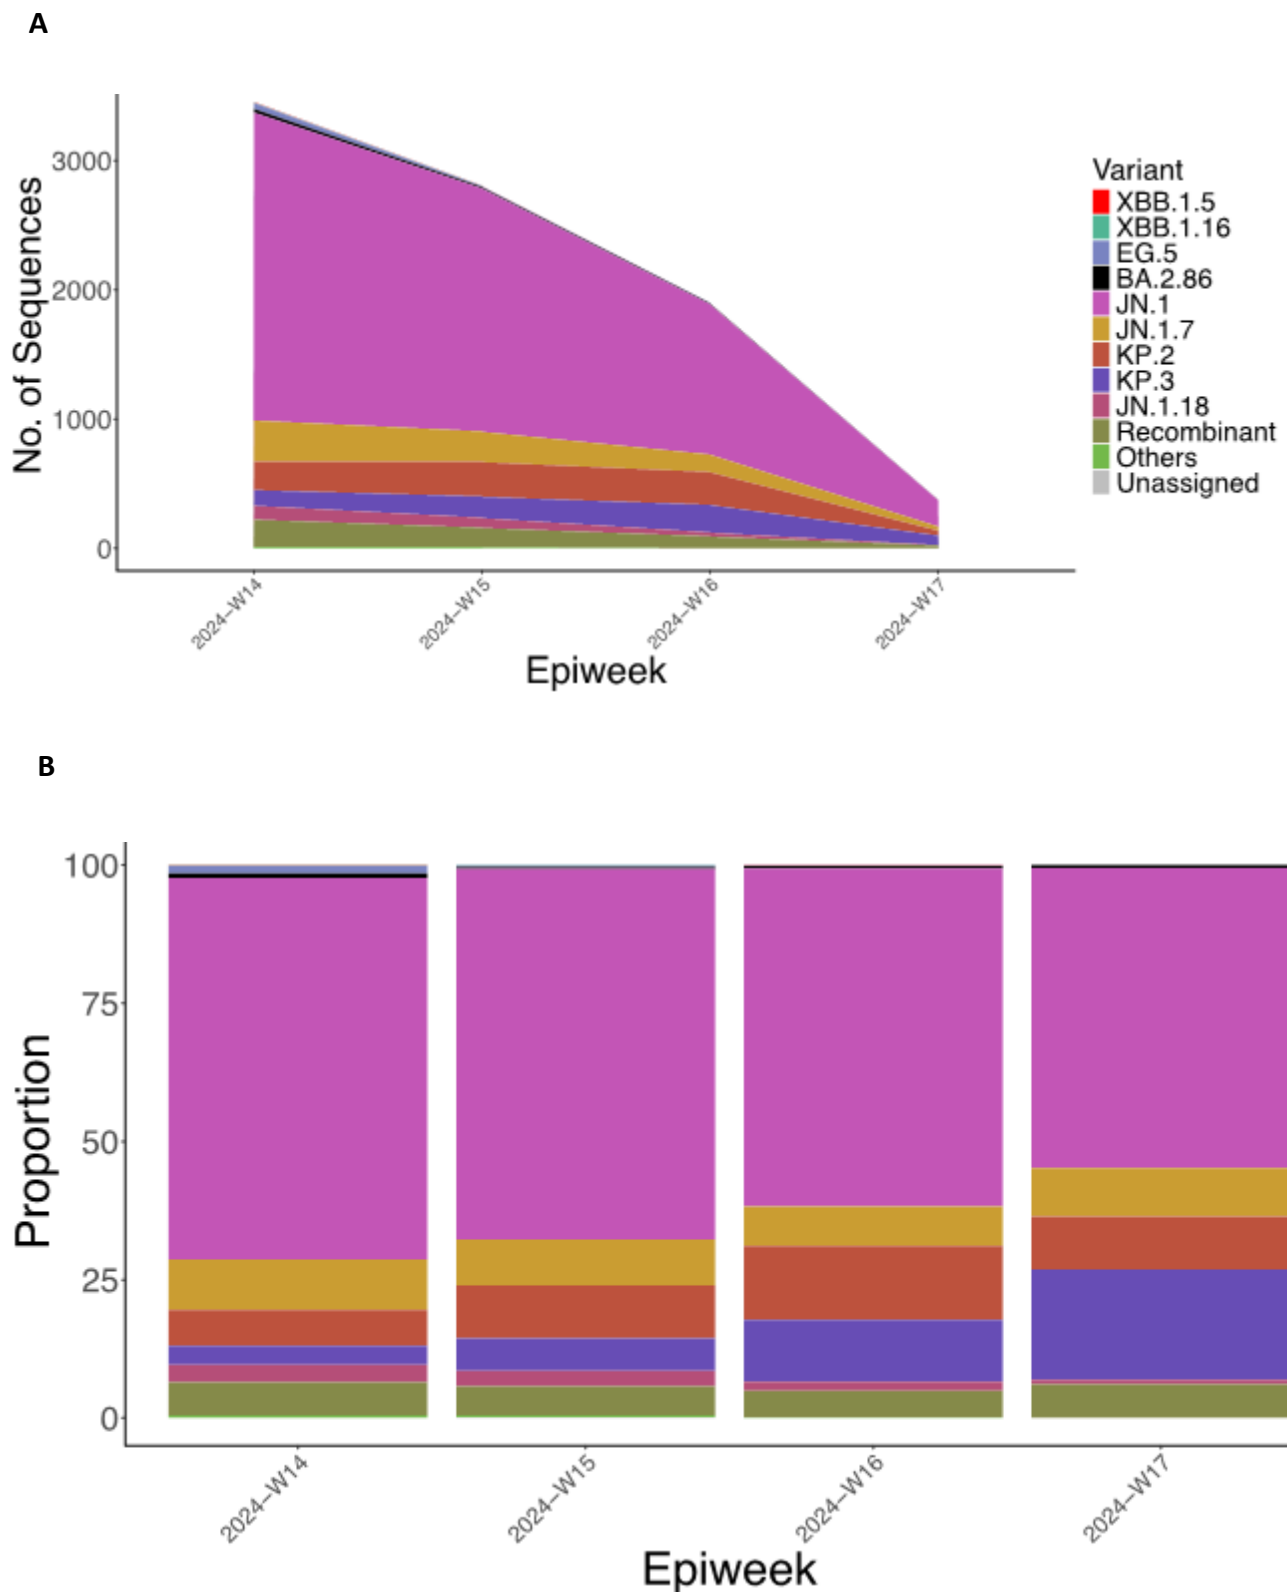 A
No. of Sequences
3000
2000
1000
0
2024–W14
2024–W15
2024–W16
2024–W17
Epiweek
Variant
XBB.1.5
XBB.1.16
EG.5
BA.2.86
JN.1
JN.1.7
KP.2
KP.3
JN.1.18
Recombinant
Others
Unassigned
B
Proportion
100
75
50
25
0
2024–W14
2024–W15
2024–W16
2024–W17
Epiweek